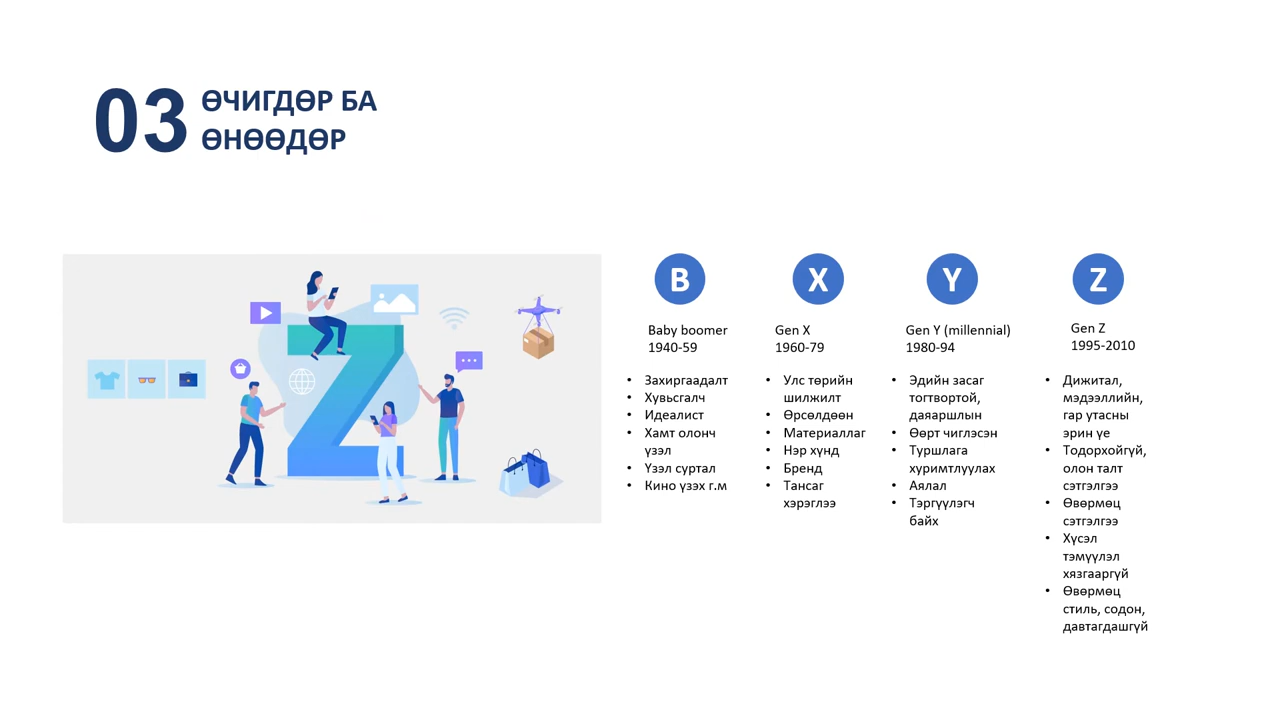 03
ӨЧИГДӨР БА
ӨНӨӨДӨР
B
Baby boomer
1940-59
• Захиргаадалт
• Хувьсгалч
• Идеалист
• Хамт олонч
үзэл
• Үзэл суртал
• Кино үзэх г.м
X
Gen X
1960-79
• Улс төрийн
шилжилт
• Өрсөлдөөн
• Материаллаг
• Нэр хүнд
• Бренд
• Тансаг
хэрэглээ
Y
Gen Y (millennial)
1980-94
• Эдийн засаг
тогтвортой,
даяаршлын
• Өөрт чиглэсэн
• Туршлага
хуримтлуулах
• Аялал
• Тэргүүлэгч
байх
Z
Gen Z
1995-2010
• Дижитал,
мэдээллийн,
гар утасны
эрин үе
• Тодорхойгүй,
олон талт
сэтгэлгээ
• Өвөрмөц
сэтгэлгээ
• Хүсэл
тэмүүлэл
хязгааргүй
• Өвөрмөц
стиль, содон,
давтагдашгүй
Z